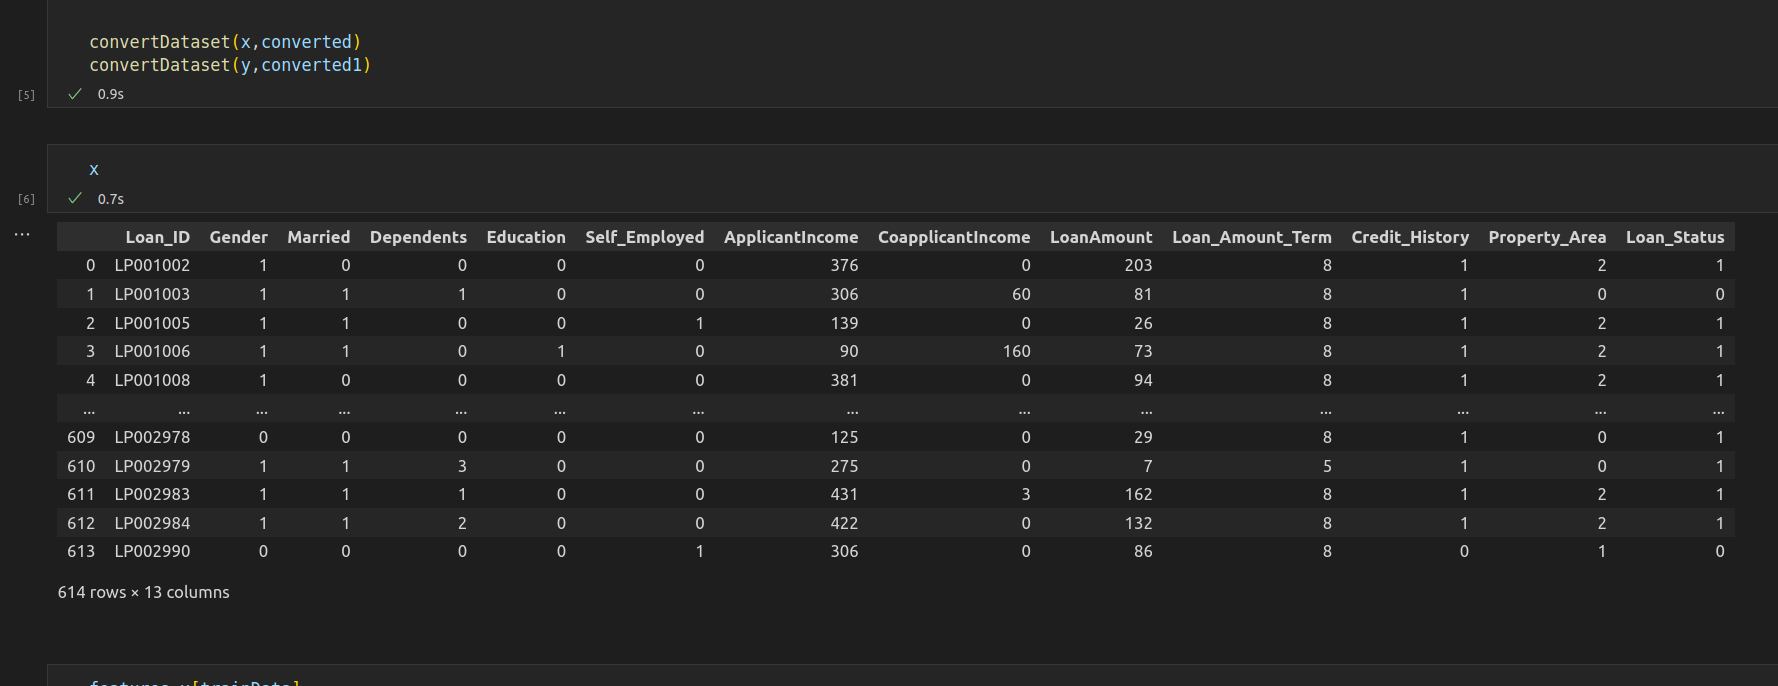 convertDataset(x,converted)
convertDataset(y,converted1)
[5] ✓ 0.9s
x
[6] ✓ 0.7s
...
Loan_ID Gender Married Dependents Education Self_Employed ApplicantIncome CoapplicantIncome LoanAmount Loan_Amount_Term Credit_History Property_Area Loan_Status
0 LP001002 1 0 0 0 0 376 0 203 8 1 2 1
1 LP001003 1 1 1 0 0 306 60 81 8 1 0 0
2 LP001005 1 1 0 0 1 139 0 26 8 1 2 1
3 LP001006 1 1 0 1 0 90 160 73 8 1 2 1
4 LP001008 1 0 0 0 0 381 0 94 8 1 2 1
... ... ... ... ... ... ... ... ... ... ... ... ... ...
609 LP002978 0 0 0 0 0 125 0 29 8 1 0 1
610 LP002979 1 1 3 0 0 275 0 7 5 1 0 1
611 LP002983 1 1 1 0 0 431 3 162 8 1 2 1
612 LP002984 1 1 2 0 0 422 0 132 8 1 2 1
613 LP002990 0 0 0 0 1 306 0 86 8 0 1 0
614 rows × 13 columns